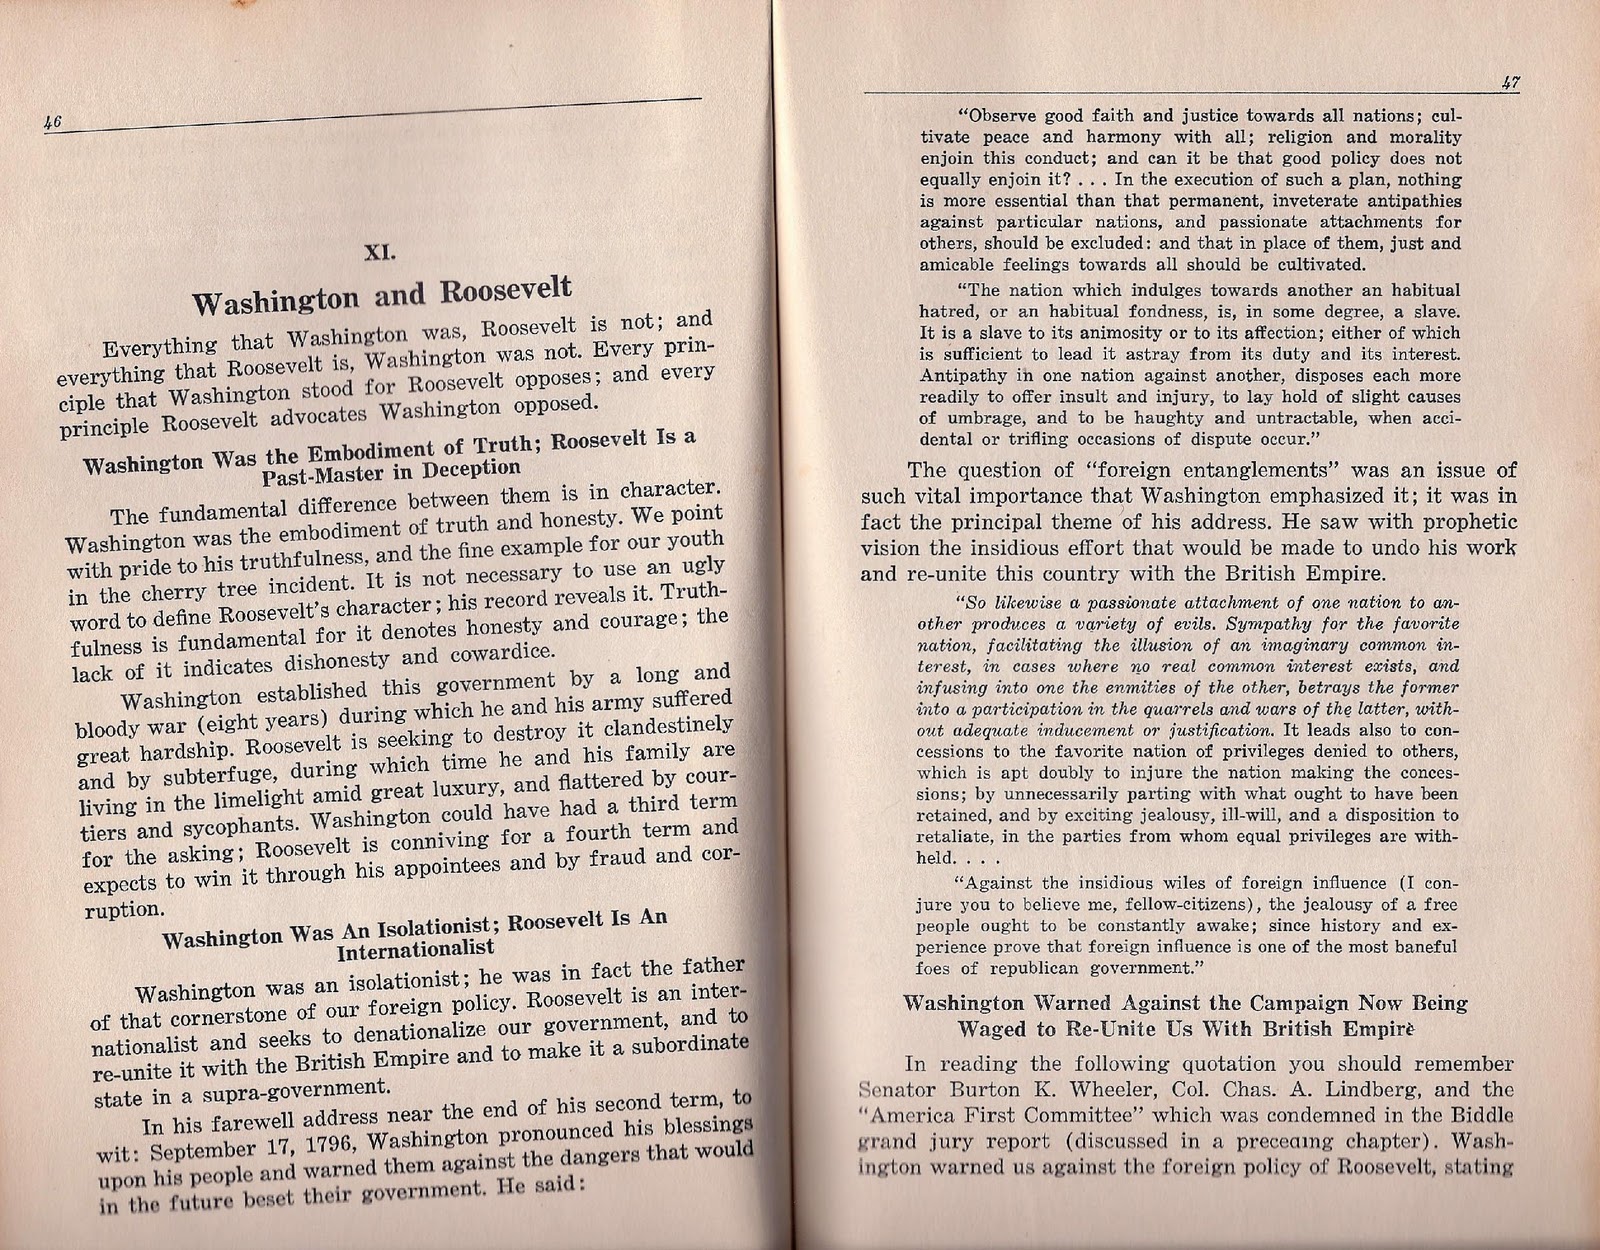 46
XI.
Washington and Roosevelt
Everything that Washington was, Roosevelt is not; and
everything that Roosevelt is, Washington was not. Every prin-
ciple that Washington stood for Roosevelt opposes; and every
principle Roosevelt advocates Washington opposed.
Washington Was the Embodiment of Truth; Roosevelt Is a
Past-Master in Deception
The fundamental difference between them is in character.
Washington was the embodiment of truth and honesty. We point
with pride to his truthfulness, and the fine example for our youth
in the cherry tree incident. It is not necessary to use an ugly
word to define Roosevelt's character; his record reveals it. Truth-
fulness is fundamental for it denotes honesty and courage; the
lack of it indicates dishonesty and cowardice.
Washington established this government by a long and
bloody war (eight years) during which he and his army suffered
great hardship. Roosevelt is seeking to destroy it clandestinely
and by subterfuge, during which time he and his family are
living in the limelight amid great luxury, and flattered by cour-
tiers and sycophants. Washington could have had a third term
for the asking; Roosevelt is conniving for a fourth term and
expects to win it through his appointees and by fraud and cor-
ruption.
Washington Was An Isolationist; Roosevelt Is An
Internationalist
Washington was an isolationist; he was in fact the father
of that cornerstone of our foreign policy. Roosevelt is an inter-
nationalist and seeks to denationalize our government, and to
re-unite it with the British Empire and to make it a subordinate
state in a supra-government.
In his farewell address near the end of his second term, to
wit: September 17, 1796, Washington pronounced his blessings
upon his people and warned them against the dangers that would
in the future beset their government. He said:
47
"Observe good faith and justice towards all nations; cul-
tivate peace and harmony with all; religion and morality
enjoin this conduct; and can it be that good policy does not
equally enjoin it? . . . In the execution of such a plan, nothing
is more essential than that permanent, inveterate antipathies
against particular nations, and passionate attachments for
others, should be excluded: and that in place of them, just and
amicable feelings towards all should be cultivated.
"The nation which indulges towards another an habitual
hatred, or an habitual fondness, is, in some degree, a slave.
It is a slave to its animosity or to its affection; either of which
is sufficient to lead it astray from its duty and its interest.
Antipathy in one nation against another, disposes each more
readily to offer insult and injury, to lay hold of slight causes
of umbrage, and to be haughty and untractable, when acci-
dental or trifling occasions of dispute occur."
The question of "foreign entanglements" was an issue of
such vital importance that Washington emphasized it; it was in
fact the principal theme of his address. He saw with prophetic
vision the insidious effort that would be made to undo his work
and re-unite this country with the British Empire.
"So likewise a passionate attachment of one nation to an-
other produces a variety of evils. Sympathy for the favorite
nation, facilitating the illusion of an imaginary common in-
terest, in cases where no real common interest exists, and
infusing into one the enmities of the other, betrays the former
into a participation in the quarrels and wars of the latter, with-
out adequate inducement or justification. It leads also to con-
cessions to the favorite nation of privileges denied to others,
which is apt doubly to injure the nation making the conces-
sions; by unnecessarily parting with what ought to have been
retained, and by exciting jealousy, ill-will, and a disposition to
retaliate, in the parties from whom equal privileges are with-
held. . . .
"Against the insidious wiles of foreign influence (I con-
jure you to believe me, fellow-citizens), the jealousy of a free
people ought to be constantly awake; since history and ex-
perience prove that foreign influence is one of the most baneful
foes of republican government."
Washington Warned Against the Campaign Now Being
Waged to Re-Unite Us With British Empire
In reading the following quotation you should remember
Senator Burton K. Wheeler, Col. Chas. A. Lindberg, and the
"America First Committee" which was condemned in the Biddle
grand jury report (discussed in a preceding chapter). Wash-
ington warned us against the foreign policy of Roosevelt, stating